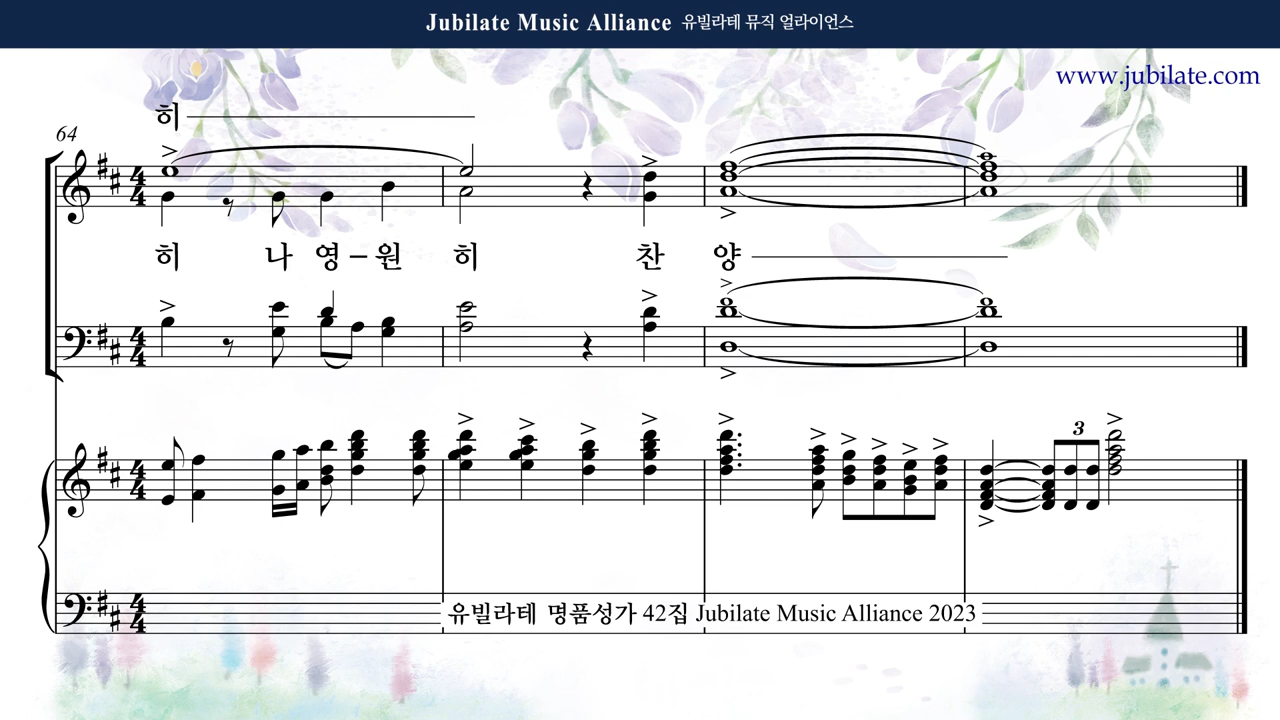 Jubilate Music Alliance 유빌라테 뮤직 얼라이언스
www.jubilate.com
히
64
히 나 영 – 원 히 찬 양
3
유빌라테 명품성가 42집 Jubilate Music Alliance 2023